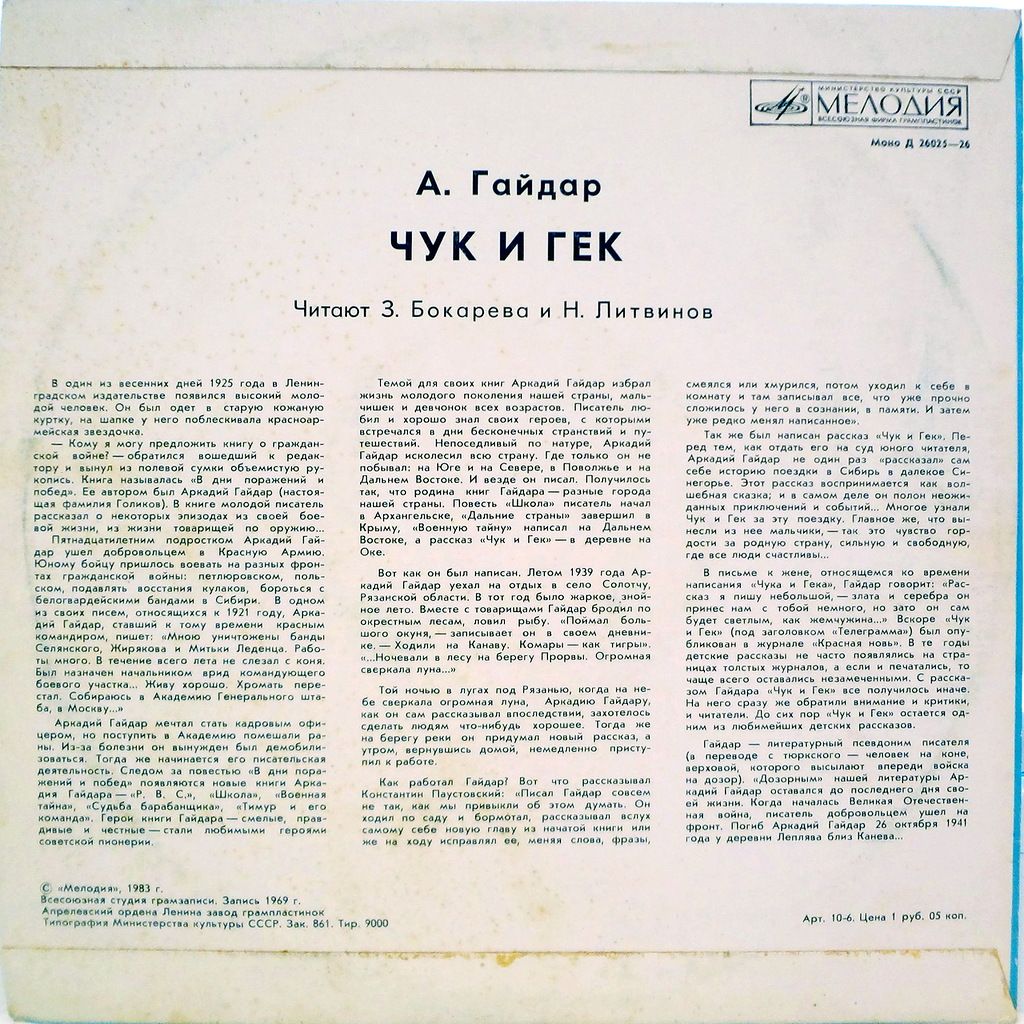 МИНИСТЕРСТВО КУЛЬТУРЫ СССР
МЕЛОДИЯ
ВСЕСОЮЗНАЯ ФИРМА ГРАМПЛАСТИНОК
Моно Д 26025—26
А. Гайдар
ЧУК И ГЕК
Читают З. Бокарева и Н. Литвинов
В один из весенних дней 1925 года в Ленин-
градском издательстве появился высокий моло-
дой человек. Он был одет в старую кожаную
куртку, на шапке у него поблескивала красноар-
мейская звездочка.
— Кому я могу предложить книгу о граждан-
ской войне? — обратился вошедший к редак-
тору и вынул из полевой сумки объемистую ру-
копись. Книга называлась «В дни поражений и
побед». Ее автором был Аркадий Гайдар (настоя-
щая фамилия Голиков). В книге молодой писатель
рассказал о некоторых эпизодах из своей бое-
вой жизни, из жизни товарищей по оружию...
Пятнадцатилетним подростком Аркадий Гай-
дар ушел добровольцем в Красную Армию.
Юному бойцу пришлось воевать на разных фрон-
тах гражданской войны: петлюровском, поль-
ском, подавлять восстания кулаков, бороться с
белогвардейскими бандами в Сибири. В одном
из своих писем, относящихся к 1921 году, Арка-
дий Гайдар, ставший к тому времени красным
командиром, пишет: «Мною уничтожены банды
Селянского, Жирякова и Митьки Леденца. Рабо-
ты много. В течение всего лета не слезал с коня.
Был назначен начальником врид командующего
боевого участка... Живу хорошо. Хромать пере-
стал. Собираюсь в Академию Генерального шта-
ба, в Москву...»
Аркадий Гайдар мечтал стать кадровым офи-
цером, но поступить в Академию помешали ра-
ны. Из-за болезни он вынужден был демобили-
зоваться. Тогда же начинается его писательская
деятельность. Следом за повестью «В дни пора-
жений и побед» появляются новые книги Арка-
дия Гайдара — «Р. В. С.», «Школа», «Военная
тайна», «Судьба барабанщика», «Тимур и его
команда». Герои книги Гайдара — смелые, прав-
дивые и честные — стали любимыми героями
советской пионерии.
Темой для своих книг Аркадий Гайдар избрал
жизнь молодого поколения нашей страны, маль-
чишек и девчонок всех возрастов. Писатель лю-
бил и хорошо знал своих героев, с которыми
встречался в дни бесконечных странствий и пу-
тешествий. Непоседливый по натуре, Аркадий
Гайдар исколесил всю страну. Где только он не
побывал: на Юге и на Севере, в Поволжье и на
Дальнем Востоке. И везде он писал. Получилось
так, что родина книг Гайдара — разные города
нашей страны. Повесть «Школа» писатель начал
в Архангельске, «Дальние страны» завершил в
Крыму, «Военную тайну» написал на Дальнем
Востоке, а рассказ «Чук и Гек» — в деревне на
Оке.
Вот как он был написан. Летом 1939 года Ар-
кадий Гайдар уехал на отдых в село Солотчу,
Рязанской области. В тот год было жаркое, зной-
ное лето. Вместе с товарищами Гайдар бродил по
окрестным лесам, ловил рыбу. «Поймал боль-
шого окуня, — записывает он в своем дневни-
ке. — Ходили на Канаву. Комары — как тигры».
«...Ночевали в лесу на берегу Прорвы. Огромная
сверкала луна...»
Той ночью в лугах под Рязанью, когда на не-
бе сверкала огромная луна, Аркадию Гайдару,
как он сам рассказывал впоследствии, захотелось
сделать людям что-нибудь хорошее. Тогда же
на берегу реки он придумал новый рассказ, а
утром, вернувшись домой, немедленно присту-
пил к работе.
Как работал Гайдар? Вот что рассказывал
Константин Паустовский: «Писал Гайдар совсем
не так, как мы привыкли об этом думать. Он
ходил по саду и бормотал, рассказывал вслух
самому себе новую главу из начатой книги или
же на ходу исправлял ее, меняя слова, фразы,
смеялся или хмурился, потом уходил к себе в
комнату и там записывал все, что уже прочно
сложилось у него в сознании, в памяти. И затем
уже редко менял написанное».
Так же был написан рассказ «Чук и Гек». Пе-
ред тем, как отдать его на суд юного читателя,
Аркадий Гайдар не один раз «рассказал» сам
себе историю поездки в Сибирь в далекое Си-
негорье. Этот рассказ воспринимается как вол-
шебная сказка; и в самом деле он полон неожи-
данных приключений и событий... Многое узнали
Чук и Гек за эту поездку. Главное же, что вы-
несли из нее мальчики, — так это чувство гор-
дости за родную страну, сильную и свободную,
где все люди счастливы...
В письме к жене, относящемся ко времени
написания «Чука и Гека», Гайдар говорит: «Рас-
сказ я пишу небольшой, — злата и серебра он
принес нам с тобой немного, но зато он сам
будет светлым, как жемчужина...» Вскоре «Чук
и Гек» (под заголовком «Телеграмма») был опу-
бликован в журнале «Красная новь». В те годы
детские рассказы не часто появлялись на стра-
ницах толстых журналов, а если и печатались, то
чаще всего оставались незамеченными. С расска-
зом Гайдара «Чук и Гек» все получилось иначе.
На него сразу же обратили внимание и критики,
и читатели. До сих пор «Чук и Гек» остается од-
ним из любимейших детских рассказов.
Гайдар — литературный псевдоним писателя
(в переводе с тюркского — человек на коне,
верховой, которого высылают впереди войска
на дозор). «Дозорным» нашей литературы Ар-
кадий Гайдар оставался до последнего дня сво-
ей жизни. Когда началась Великая Отечествен-
ная война, писатель добровольцем ушел на
фронт. Погиб Аркадий Гайдар 26 октября 1941
года у деревни Леплява близ Канева...
© «Мелодия», 1983 г.
Всесоюзная студия грамзаписи. Запись 1969 г.
Апрелевский ордена Ленина завод грампластинок
Типография Министерства культуры СССР. Зак. 861. Тир. 9000
Арт. 10-6. Цена 1 руб. 05 коп.